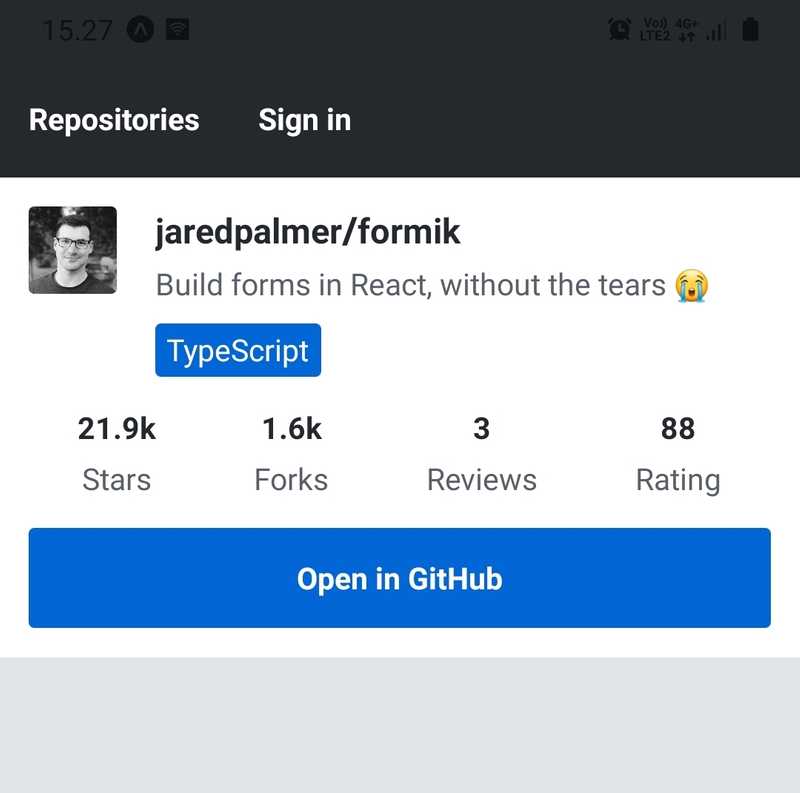 15.27 Vo)) LTE2 4G+
Repositories Sign in
jaredpalmer/formik
Build forms in React, without the tears 😭
TypeScript
21.9k 1.6k 3 88
Stars Forks Reviews Rating
Open in GitHub